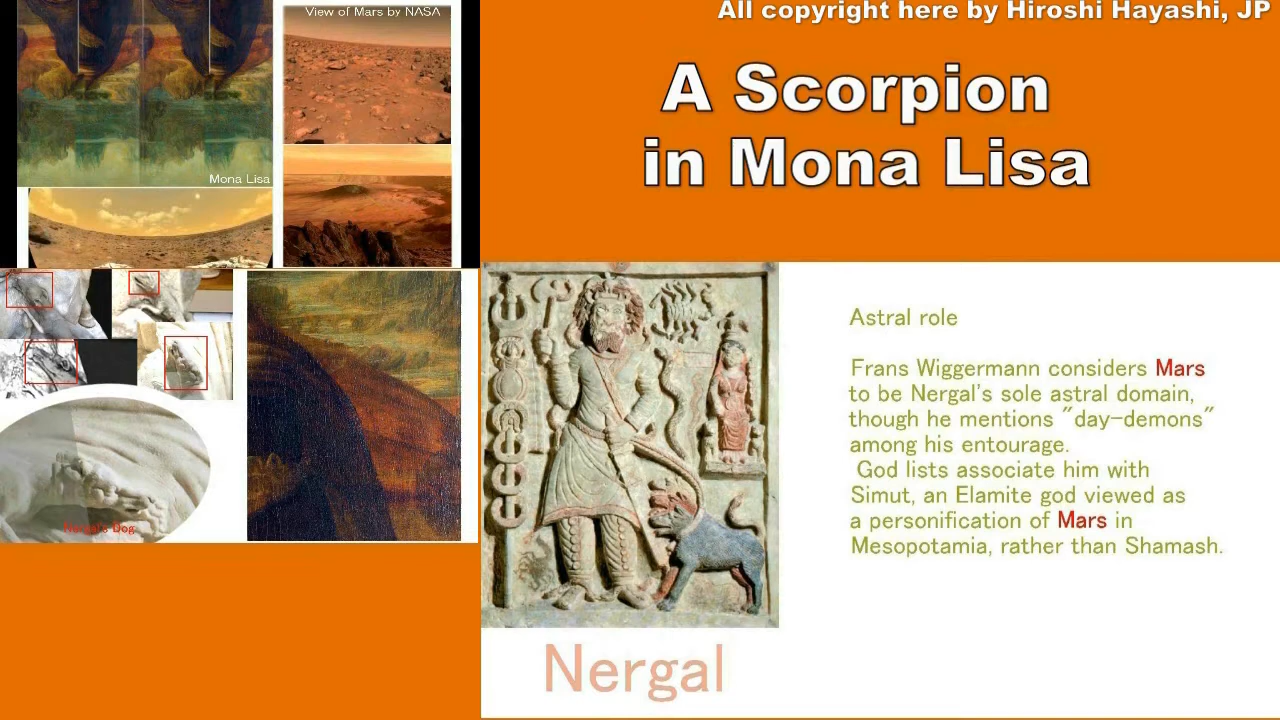 All copyright here by Hiroshi Hayashi, JP
A Scorpion
in Mona Lisa
View of Mars by NASA
Mona Lisa
Nergal's Dog
Astral role
Frans Wiggermann considers Mars
to be Nergal's sole astral domain,
though he mentions "day-demons"
among his entourage.
God lists associate him with
Simut, an Elamite god viewed as
a personification of Mars in
Mesopotamia, rather than Shamash.
Nergal